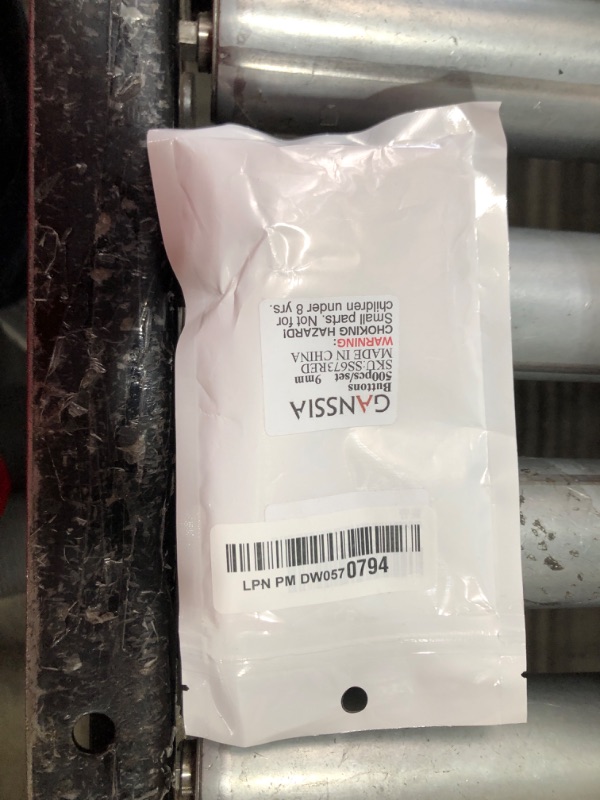 GANSSIA
Buttons
500pcs/set 9mm
SKU:SS673RED
MADE IN CHINA
WARNING:
CHOKING HAZARD!
Small parts. Not for
children under 8 yrs.
LPN PM DW0570794